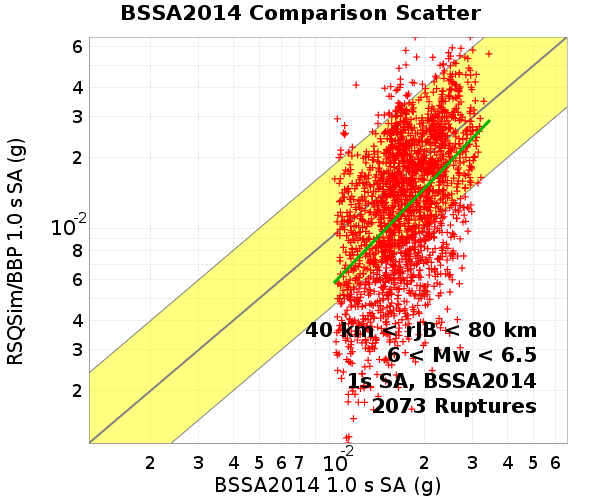 BSSA2014 Comparison Scatter
RSQSim/BBP 1.0 s SA (g)
6
4
3
2
10-2
8
6
4
3
2
40 km < rJB < 80 km
6 < Mw < 6.5
1s SA, BSSA2014
2073 Ruptures
2 3 4 5 6 7 10-2 2 3 4 5 6
BSSA2014 1.0 s SA (g)